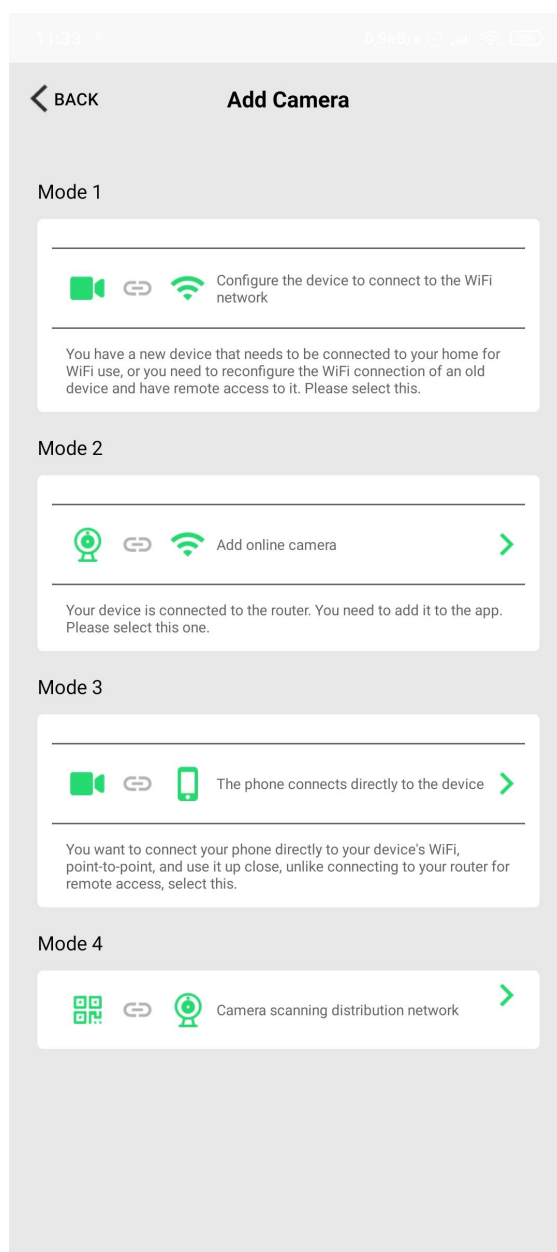 11:33
0,9kB/s
BACK
Add Camera
Mode 1
Configure the device to connect to the WiFi
network
You have a new device that needs to be connected to your home for
WiFi use, or you need to reconfigure the WiFi connection of an old
device and have remote access to it. Please select this.
Mode 2
Add online camera
Your device is connected to the router. You need to add it to the app.
Please select this one.
Mode 3
The phone connects directly to the device
You want to connect your phone directly to your device's WiFi,
point-to-point, and use it up close, unlike connecting to your router for
remote access, select this.
Mode 4
Camera scanning distribution network